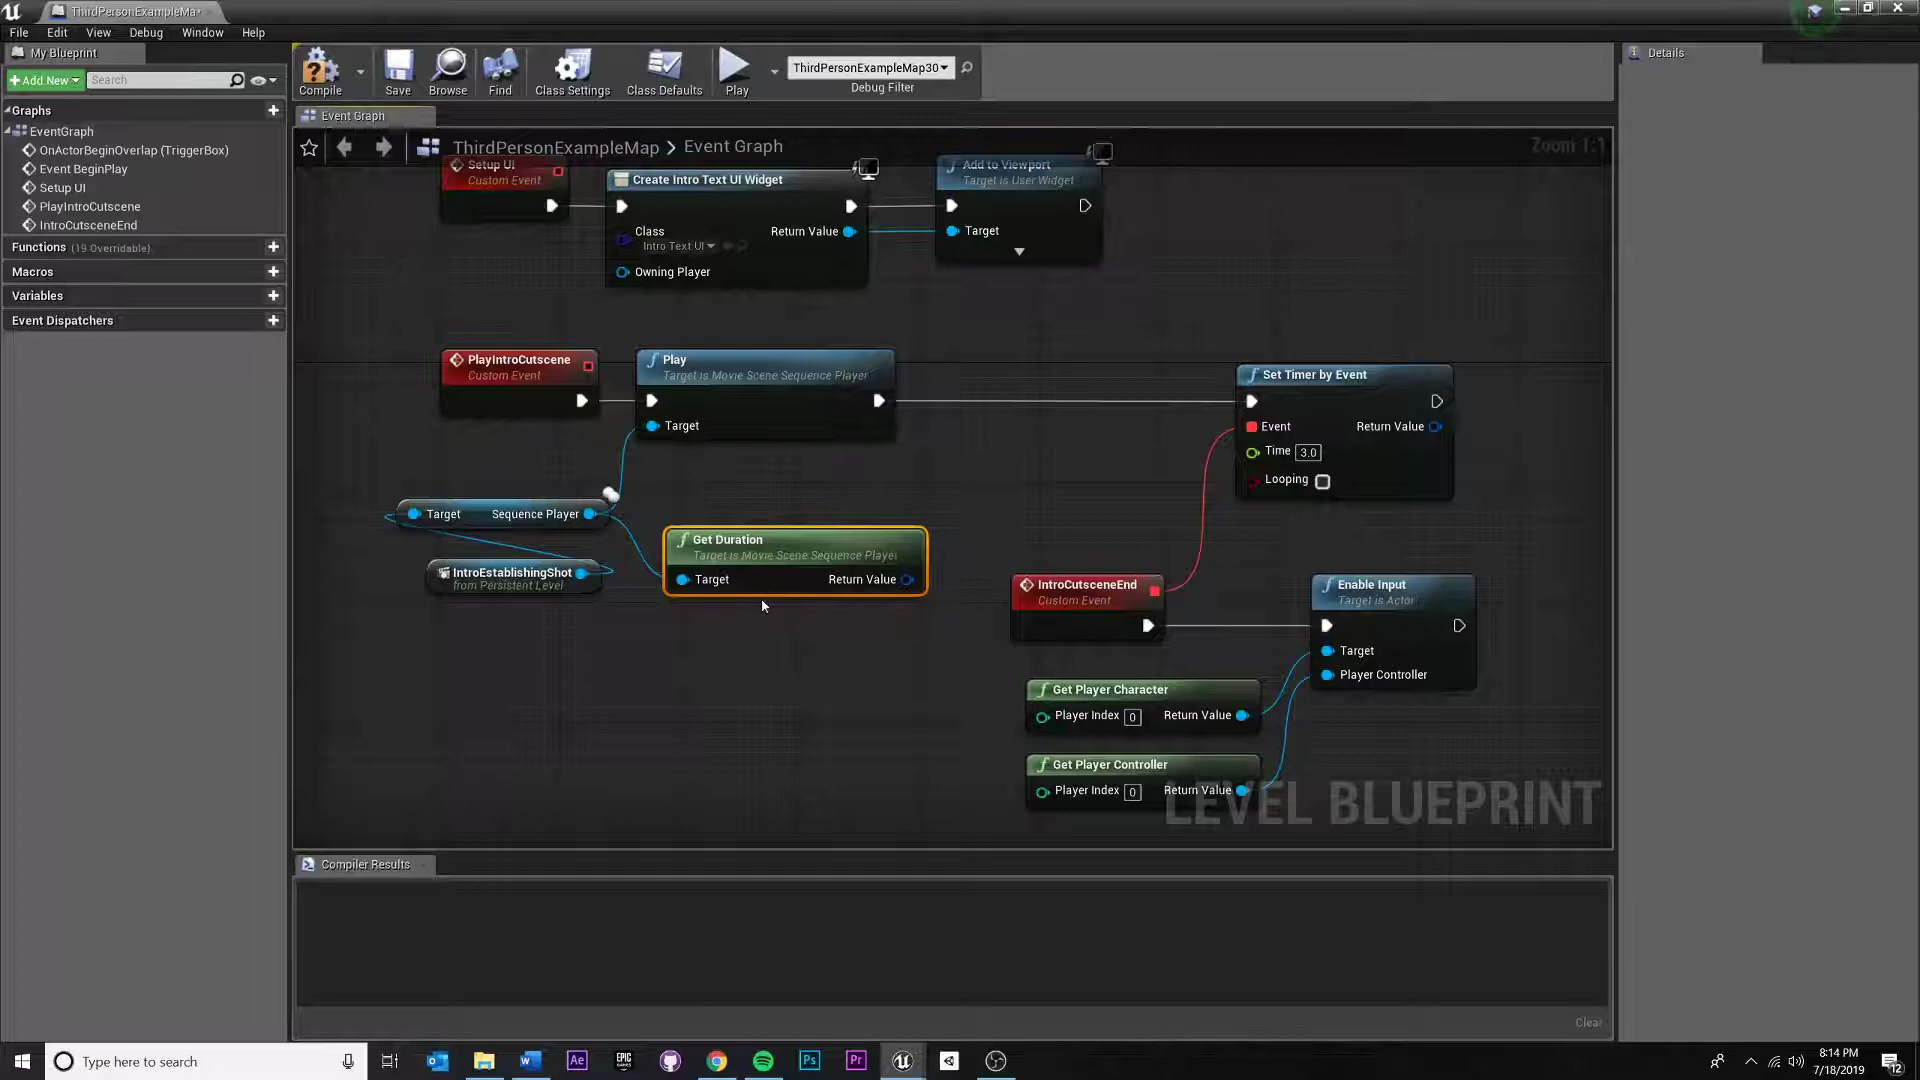 ThirdPersonExampleMap*
File Edit View Debug Window Help
My Blueprint
Add New
Search
Graphs
EventGraph
OnActorBeginOverlap (TriggerBox)
Event BeginPlay
Setup UI
PlayIntroCutscene
IntroCutsceneEnd
Functions (19 Overridable)
Macros
Variables
Event Dispatchers
Compile
Save
Browse
Find
Class Settings
Class Defaults
Play
ThirdPersonExampleMap30
Debug Filter
Details
Event Graph
ThirdPersonExampleMap > Event Graph
Zoom 1:1
Setup UI
Custom Event
Create Intro Text UI Widget
Class
Intro Text UI
Return Value
Owning Player
Add to Viewport
Target is User Widget
Target
PlayIntroCutscene
Custom Event
Play
Target is Movie Scene Sequence Player
Target
Set Timer by Event
Event
Return Value
Time 3.0
Looping
Target Sequence Player
IntroEstablishingShot
from Persistent Level
Get Duration
Target is Movie Scene Sequence Player
Target Return Value
IntroCutsceneEnd
Custom Event
Enable Input
Target is Actor
Target
Player Controller
Get Player Character
Player Index 0 Return Value
Get Player Controller
Player Index 0 Return Value
LEVEL BLUEPRINT
Compiler Results
Clear
Type here to search
Ae
EPIC GAMES
Ps
Pr
8:14 PM
7/18/2019
12